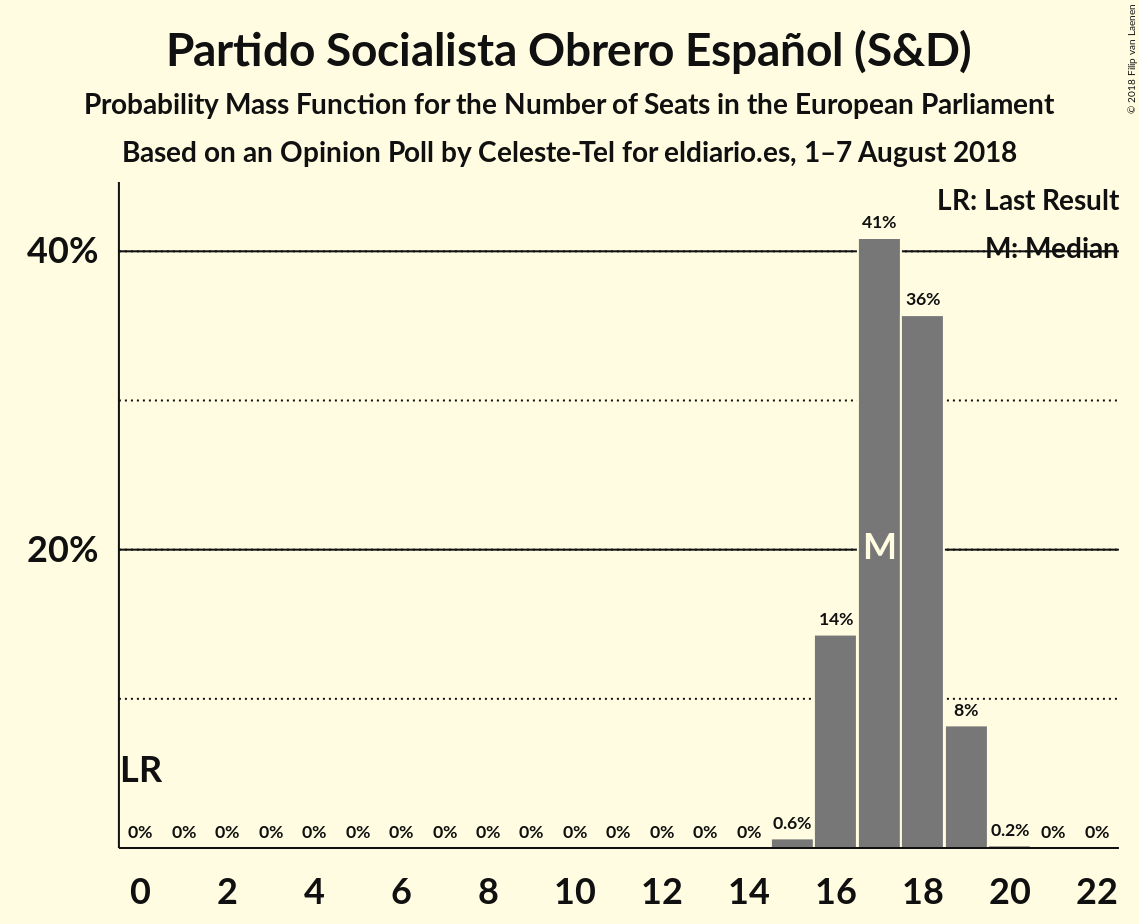 Partido Socialista Obrero Español (S&D)
Probability Mass Function for the Number of Seats in the European Parliament
Based on an Opinion Poll by Celeste-Tel for eldiario.es, 1–7 August 2018
© 2018 Filip van Laenen
LR: Last Result
M: Median
40%
20%
41%
36%
M
14%
8%
LR
0% 0% 0% 0% 0% 0% 0% 0% 0% 0% 0% 0% 0% 0% 0% 0.6% 0.2% 0% 0%
0 2 4 6 8 10 12 14 16 18 20 22